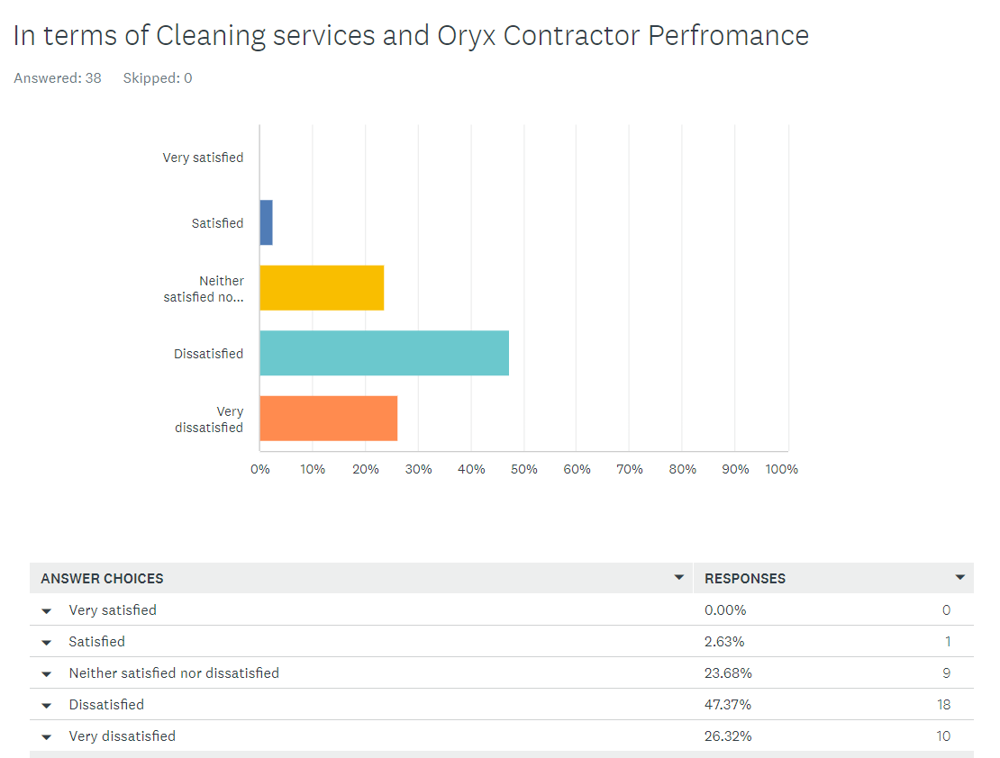 In terms of Cleaning services and Oryx Contractor Perfromance
Answered: 38 Skipped: 0
Very satisfied
Satisfied
Neither
satisfied no...
Dissatisfied
Very
dissatisfied
0% 10% 20% 30% 40% 50% 60% 70% 80% 90% 100%
ANSWER CHOICES RESPONSES
Very satisfied 0.00% 0
Satisfied 2.63% 1
Neither satisfied nor dissatisfied 23.68% 9
Dissatisfied 47.37% 18
Very dissatisfied 26.32% 10